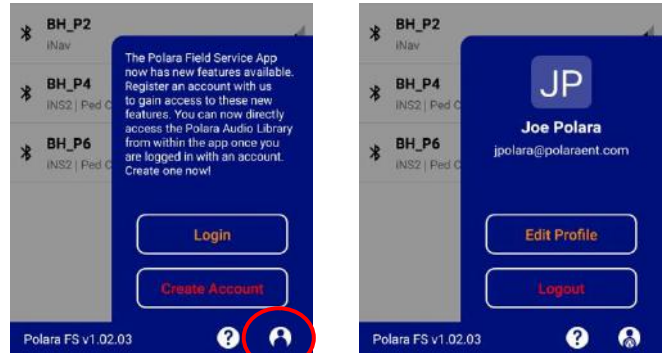 BH_P2
iNav
BH_P4
iNS2 | Ped
BH_P6
iNS2 | Ped
The Polara Field Service App
now has new features available.
Register an account with us
to gain access to these new
features. You can now directly
access the Polara Audio Library
from within the app once you
are logged in with an account.
Create one now!
Login
Create Account
Polara FS v1.02.03
?
BH_P2
iNav
BH_P4
iNS2 | Ped
BH_P6
iNS2 | Ped
JP
Joe Polara
jpolara@polaraent.com
Edit Profile
Logout
Polara FS v1.02.03
?